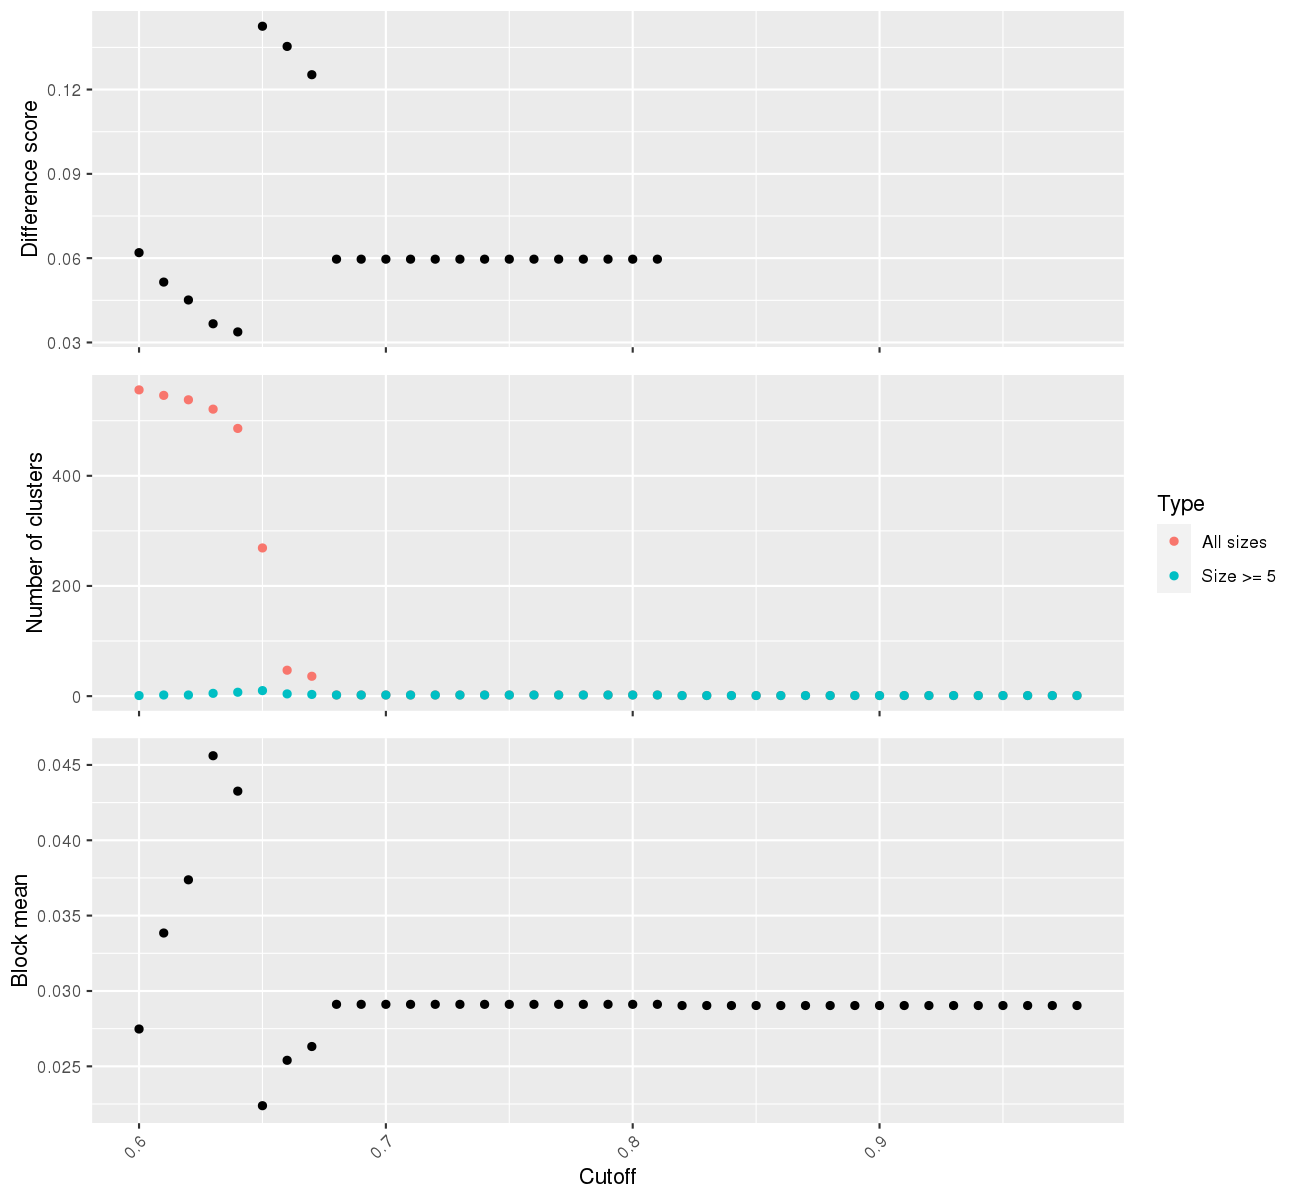 Difference score
0.12
0.09
0.06
0.03
Number of clusters
400
200
0
Type
All sizes
Size >= 5
Block mean
0.045
0.040
0.035
0.030
0.025
0.6 0.7 0.8 0.9
Cutoff